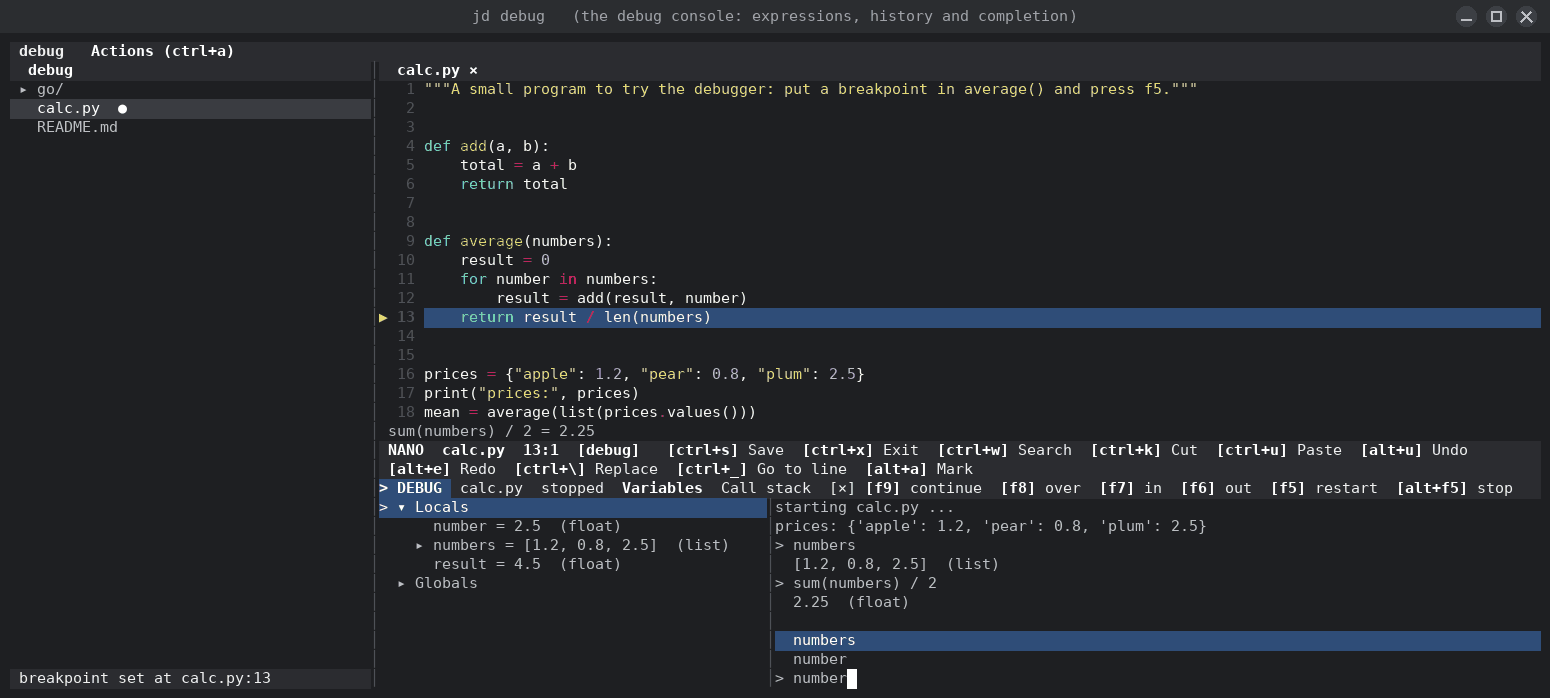 jd debug   (the debug console: expressions, history and completion)
debug   Actions (ctrl+a)
debug
▸ go/
calc.py ●
README.md
breakpoint set at calc.py:13
calc.py ×
1 """A small program to try the debugger: put a breakpoint in average() and press f5."""
2
3
4 def add(a, b):
5     total = a + b
6     return total
7
8
9 def average(numbers):
10     result = 0
11     for number in numbers:
12         result = add(result, number)
▶ 13     return result / len(numbers)
14
15
16 prices = {"apple": 1.2, "pear": 0.8, "plum": 2.5}
17 print("prices:", prices)
18 mean = average(list(prices.values()))
sum(numbers) / 2 = 2.25
NANO  calc.py  13:1  [debug]   [ctrl+s] Save  [ctrl+x] Exit  [ctrl+w] Search  [ctrl+k] Cut  [ctrl+u] Paste  [alt+u] Undo
[alt+e] Redo  [ctrl+\] Replace  [ctrl+_] Go to line  [alt+a] Mark
> DEBUG  calc.py  stopped  Variables  Call stack  [×] [f9] continue  [f8] over  [f7] in  [f6] out  [f5] restart  [alt+f5] stop
> ▾ Locals
number = 2.5  (float)
▸ numbers = [1.2, 0.8, 2.5]  (list)
result = 4.5  (float)
▸ Globals
starting calc.py ...
prices: {'apple': 1.2, 'pear': 0.8, 'plum': 2.5}
> numbers
[1.2, 0.8, 2.5]  (list)
> sum(numbers) / 2
2.25  (float)
numbers
number
> number